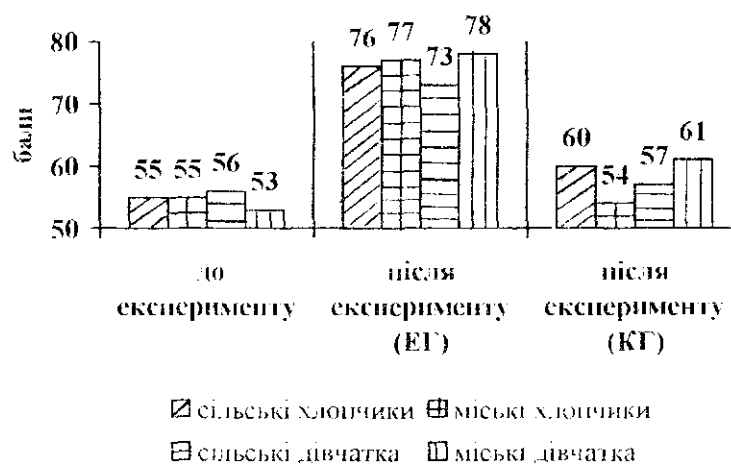 80
70
60
50
бали
55 55 56 53
76 77 73 78
60 54 57 61
до експерименту
після експерименту (ЕГ)
після експерименту (КГ)
сільські хлопчики міські хлопчики
сільські дівчатка міські дівчатка